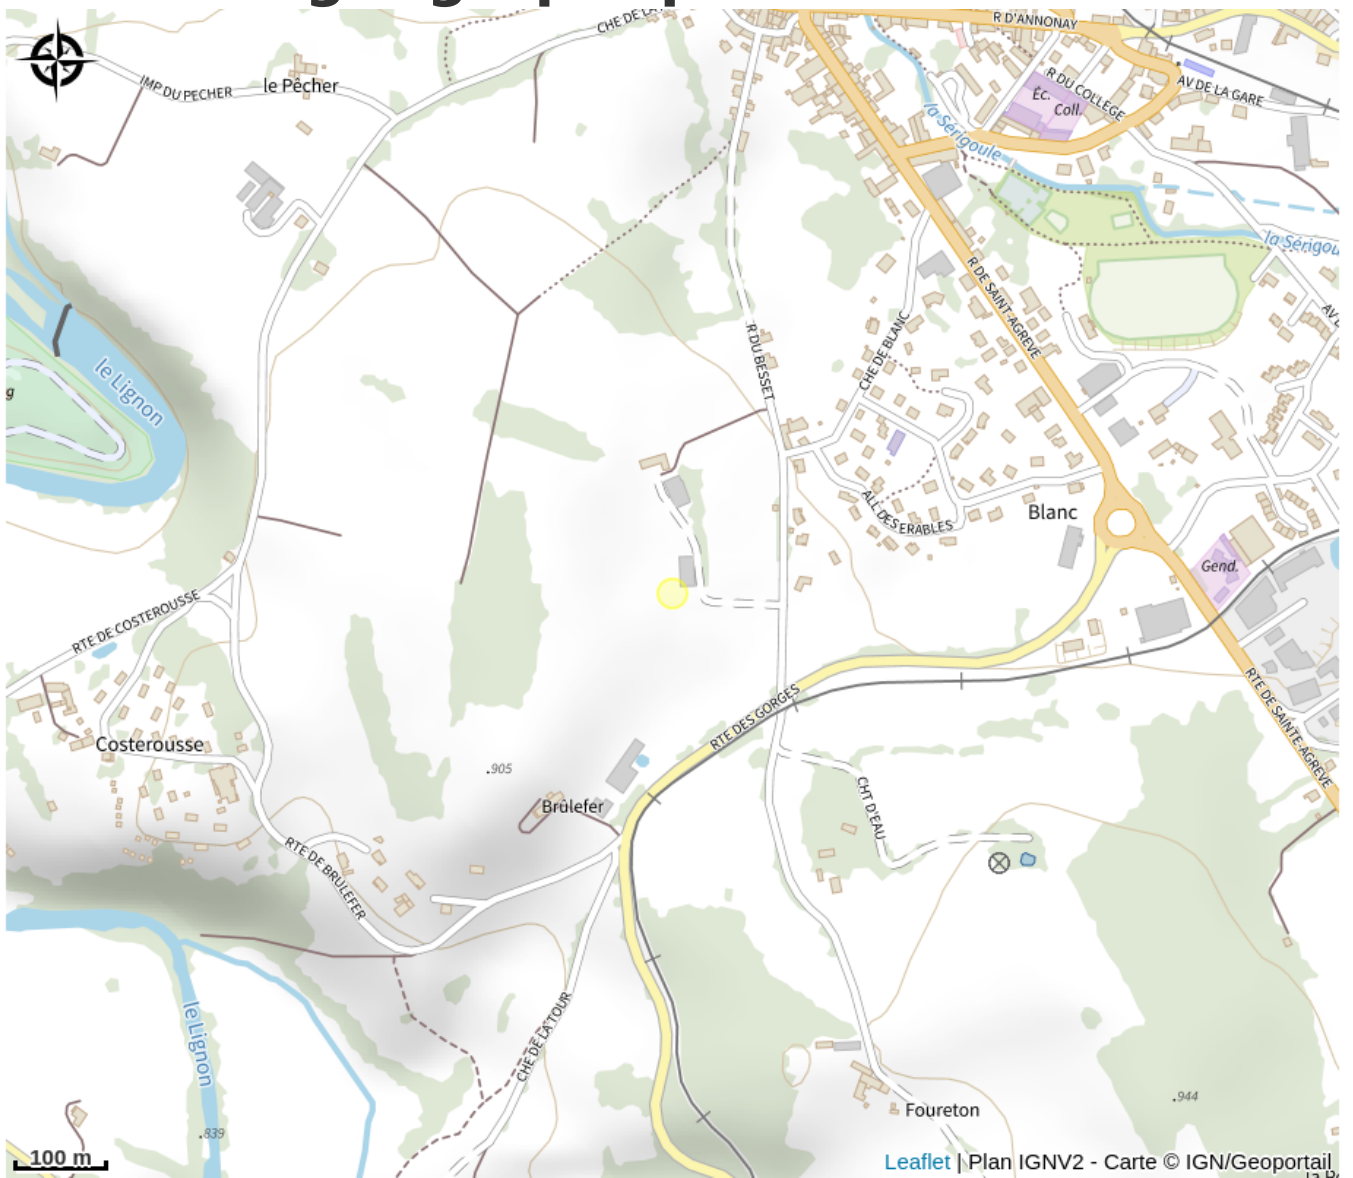 CHE DE LA
R D'ANNONAY
IMP DU PECHER
le Pêcher
R DU COLLEGE
Éc.
Coll.
AV DE LA GARE
la Sérigoule
la Sérigou
R DE SAINT-AGREVE
AV D
R DU BESSET
CHE DE BLANC
le Lignon
g
ALL DES ERABLES
Blanc
Gend.
RTE DE COSTEROUSSE
Costerousse
RTE DES GORGES
RTE DE SAINTE-AGREVE
.905
Brûlefer
CHT D'EAU
RTE DE BRULEFER
le Lignon
CHE DE LA TOUR
.944
Foureton
.839
100 m
Leaflet | Plan IGNV2 - Carte © IGN/Geoportail